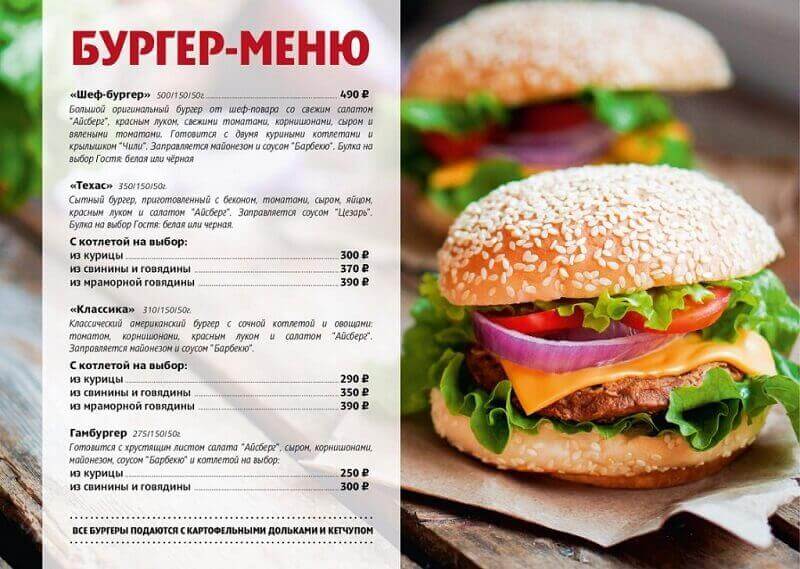 БУРГЕР-МЕНЮ
«Шеф-бургер» 500/150/50г. 490 ₽
Большой оригинальный бургер от шеф-повара со свежим салатом
"Айсберг", красным луком, свежими томатами, корнишонами, сыром и
вялеными томатами. Готовится с двумя куриными котлетами и
крылышком "Чили". Заправляется майонезом и соусом "Барбекю". Булка на
выбор Гостя: белая или чёрная
«Техас» 350/150/50г.
Сытный бургер, приготовленный с беконом, томатами, сыром, яйцом,
красным луком и салатом "Айсберг". Заправляется соусом "Цезарь".
Булка на выбор Гостя: белая или черная.
С котлетой на выбор:
из курицы 300 ₽
из свинины и говядины 370 ₽
из мраморной говядины 390 ₽
«Классика» 310/150/50г.
Классический американский бургер с сочной котлетой и овощами:
томатом, корнишонами, красным луком и салатом "Айсберг".
Заправляется майонезом и соусом "Барбекю".
С котлетой на выбор:
из курицы 290 ₽
из свинины и говядины 350 ₽
из мраморной говядины 390 ₽
Гамбургер 275/150/50г.
Готовится с хрустящим листом салата "Айсберг", сыром, корнишонами,
майонезом, соусом "Барбекю" и котлетой на выбор:
из курицы 250 ₽
из свинины и говядины 300 ₽
ВСЕ БУРГЕРЫ ПОДАЮТСЯ С КАРТОФЕЛЬНЫМИ ДОЛЬКАМИ И КЕТЧУПОМ